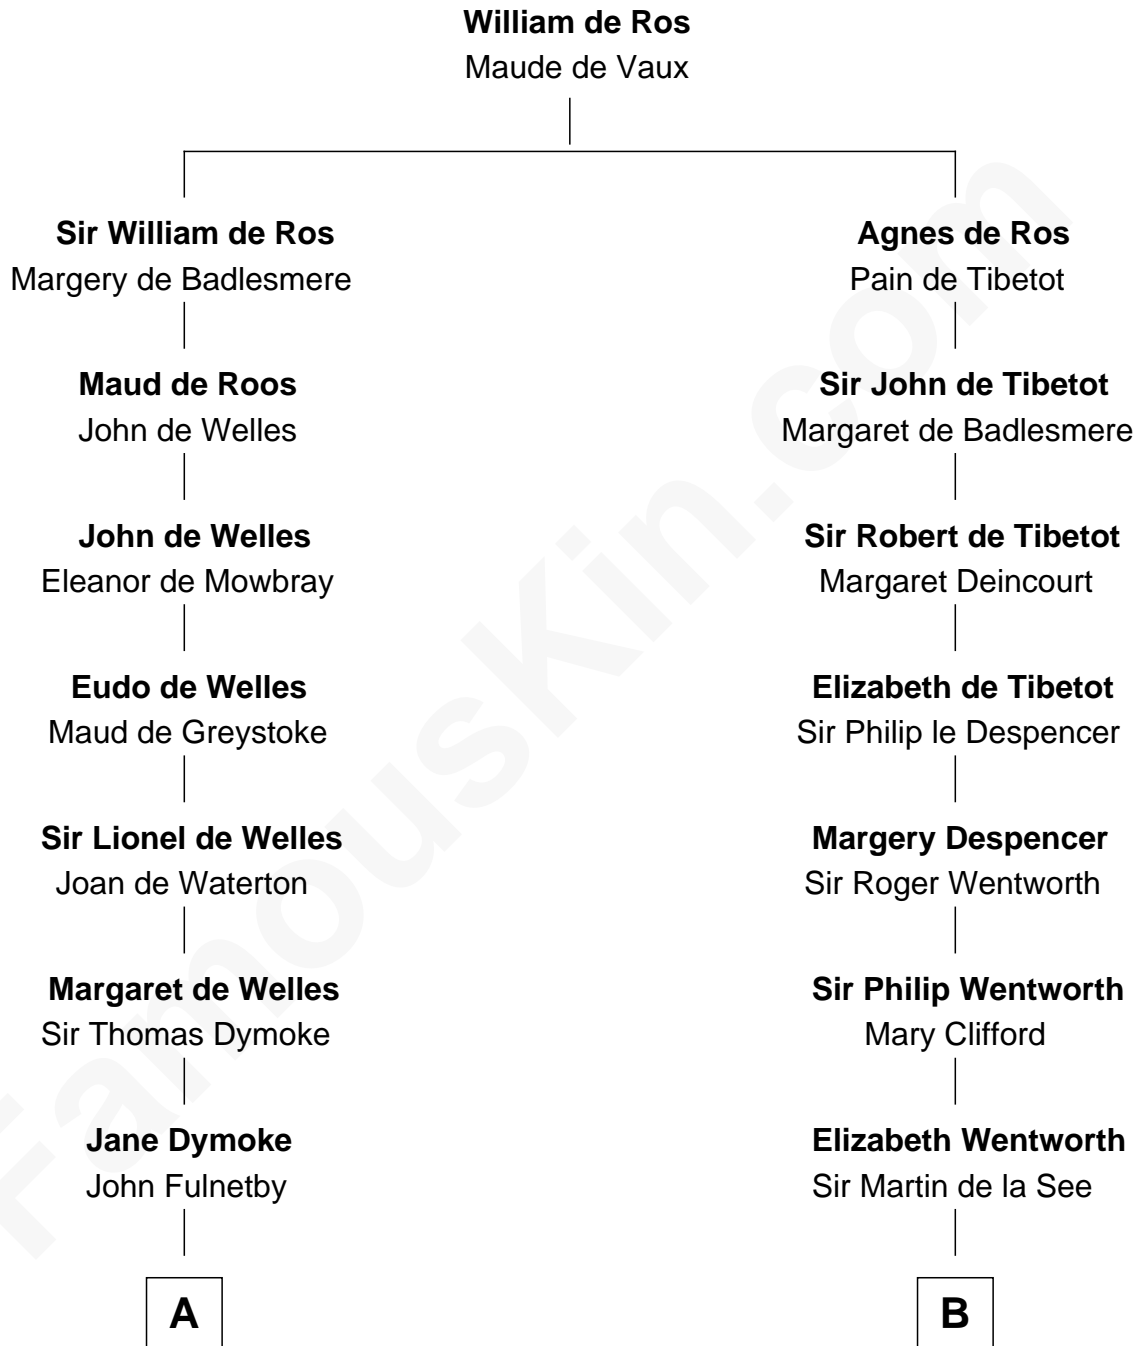 William de Ros
Maude de Vaux
Sir William de Ros
Margery de Badlesmere
Agnes de Ros
Pain de Tibetot
Maud de Roos
John de Welles
Sir John de Tibetot
Margaret de Badlesmere
John de Welles
Eleanor de Mowbray
Sir Robert de Tibetot
Margaret Deincourt
Eudo de Welles
Maud de Greystoke
Elizabeth de Tibetot
Sir Philip le Despencer
Sir Lionel de Welles
Joan de Waterton
Margery Despencer
Sir Roger Wentworth
Margaret de Welles
Sir Thomas Dymoke
Sir Philip Wentworth
Mary Clifford
Jane Dymoke
John Fulnetby
Elizabeth Wentworth
Sir Martin de la See
A
B
FamousKin.com